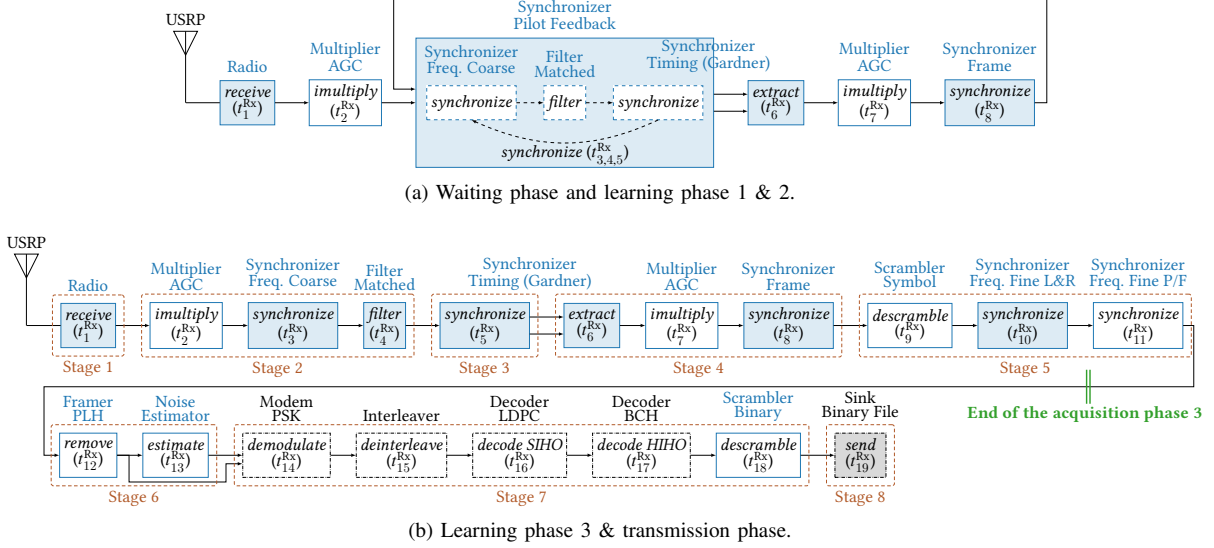 Synchronizer
Pilot Feedback
USRP
Radio
receive
(t₁ᴿˣ)
Multiplier
AGC
imultiply
(t₂ᴿˣ)
Synchronizer
Freq. Coarse
synchronize
Filter
Matched
filter
Synchronizer
Timing (Gardner)
synchronize
synchronize (t₃,₄,₅ᴿˣ)
extract
(t₆ᴿˣ)
Multiplier
AGC
imultiply
(t₇ᴿˣ)
Synchronizer
Frame
synchronize
(t₈ᴿˣ)
(a) Waiting phase and learning phase 1 & 2.
USRP
Radio
receive
(t₁ᴿˣ)
Stage 1
Multiplier
AGC
imultiply
(t₂ᴿˣ)
Synchronizer
Freq. Coarse
synchronize
(t₃ᴿˣ)
Filter
Matched
filter
(t₄ᴿˣ)
Stage 2
Synchronizer
Timing (Gardner)
synchronize
(t₅ᴿˣ)
Stage 3
extract
(t₆ᴿˣ)
Multiplier
AGC
imultiply
(t₇ᴿˣ)
Synchronizer
Frame
synchronize
(t₈ᴿˣ)
Stage 4
Scrambler
Symbol
descramble
(t₉ᴿˣ)
Synchronizer
Freq. Fine L&R
synchronize
(t₁₀ᴿˣ)
Synchronizer
Freq. Fine P/F
synchronize
(t₁₁ᴿˣ)
Stage 5
End of the acquisition phase 3
Framer
PLH
remove
(t₁₂ᴿˣ)
Noise
Estimator
estimate
(t₁₃ᴿˣ)
Stage 6
Modem
PSK
demodulate
(t₁₄ᴿˣ)
Interleaver
deinterleave
(t₁₅ᴿˣ)
Decoder
LDPC
decode SIHO
(t₁₆ᴿˣ)
Decoder
BCH
decode HIHO
(t₁₇ᴿˣ)
Scrambler
Binary
descramble
(t₁₈ᴿˣ)
Stage 7
Sink
Binary File
send
(t₁₉ᴿˣ)
Stage 8
(b) Learning phase 3 & transmission phase.